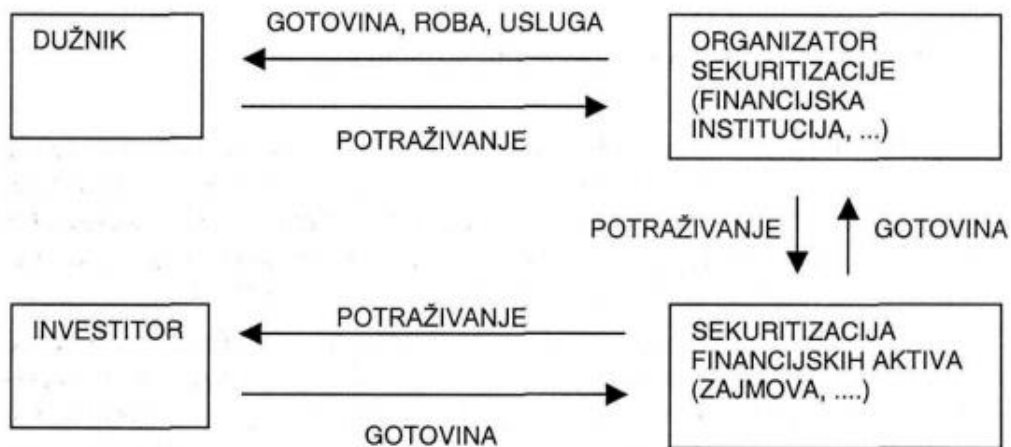 DUŽNIK
GOTOVINA, ROBA, USLUGA
POTRAŽIVANJE
ORGANIZATOR
SEKURITIZACIJE
(FINANCIJSKA
INSTITUCIJA, ...)
POTRAŽIVANJE
GOTOVINA
INVESTITOR
POTRAŽIVANJE
GOTOVINA
SEKURITIZACIJA
FINANCIJSKIH AKTIVA
(ZAJMOVA, ....)